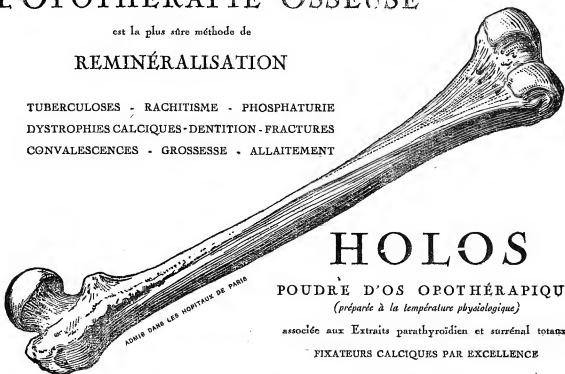 L'OPOTHÉRAPIE OSSEUSE
est la plus sûre méthode de
REMINÉRALISATION
TUBERCULOSES - RACHITISME - PHOSPHATURIE
DYSTROPHIES CALCIQUES - DENTITION - FRACTURES
CONVALESCENCES - GROSSESSE - ALLAITEMENT
ADMIS DANS LES HOPITAUX DE PARIS
HOLOS
POUDRE D'OS OPOTHÉRAPIQU
(préparée à la température physiologique)
associée aux Extraits parathyroïdien et surrénal totaux
FIXATEURS CALCIQUES PAR EXCELLENCE